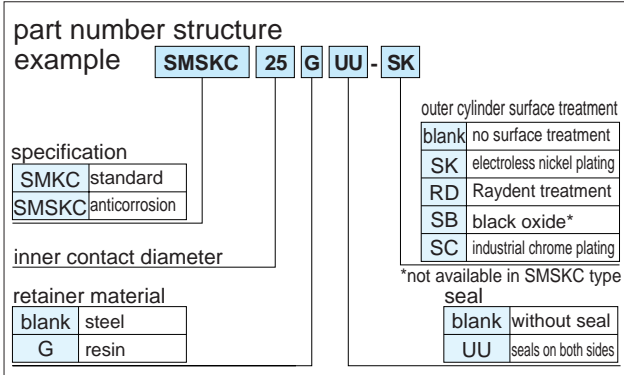 part number structure
example SMSKC 25 G UU - SK
specification
SMKC standard
SMSKC anticorrosion
inner contact diameter
retainer material
blank steel
G resin
outer cylinder surface treatment
blank no surface treatment
SK electroless nickel plating
RD Raydent treatment
SB black oxide*
SC industrial chrome plating
*not available in SMSKC type
seal
blank without seal
UU seals on both sides